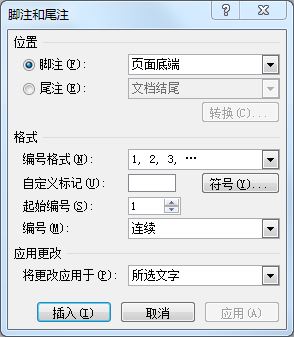 脚注和尾注
位置
脚注(F): 页面底端
尾注(E): 文档结尾
转换(C)...
格式
编号格式(N): 1, 2, 3, …
自定义标记(U): 符号(Y)...
起始编号(S): 1
编号(M): 连续
应用更改
将更改应用于(P): 所选文字
插入(I) 取消 应用(A)